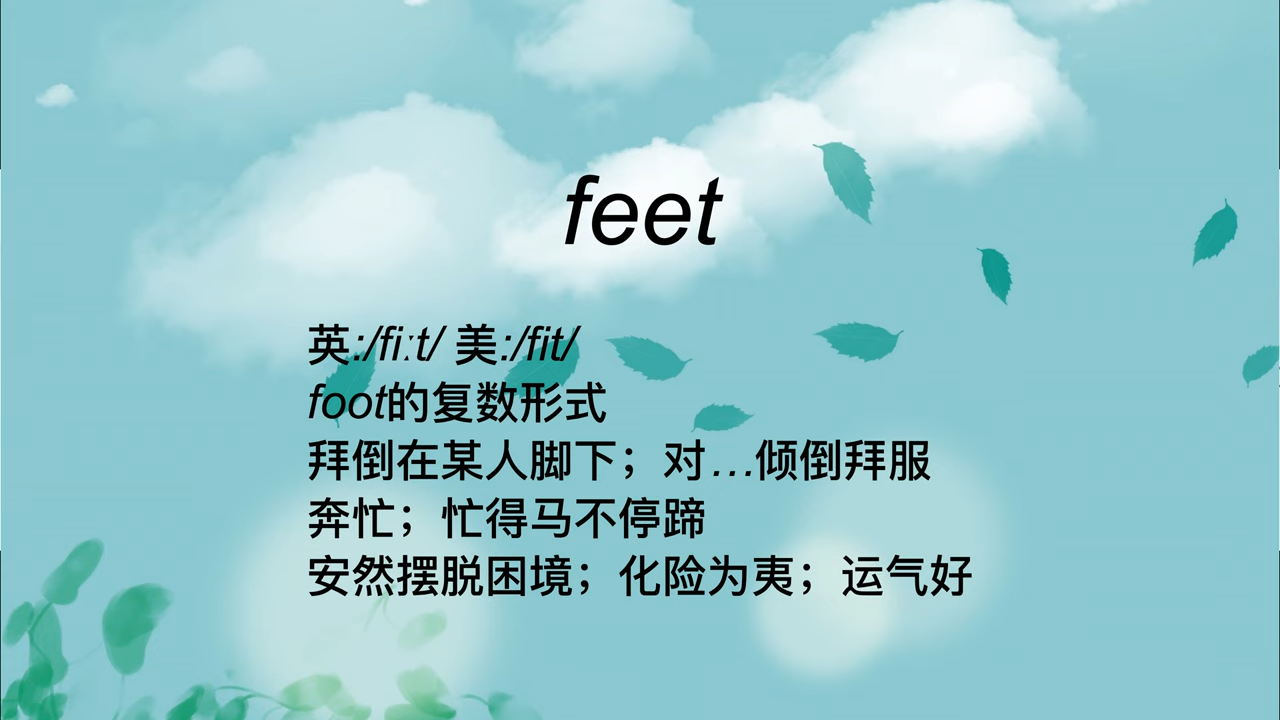 feet
英:/fiːt/ 美:/fit/
foot的复数形式
拜倒在某人脚下；对…倾倒拜服
奔忙；忙得马不停蹄
安然摆脱困境；化险为夷；运气好